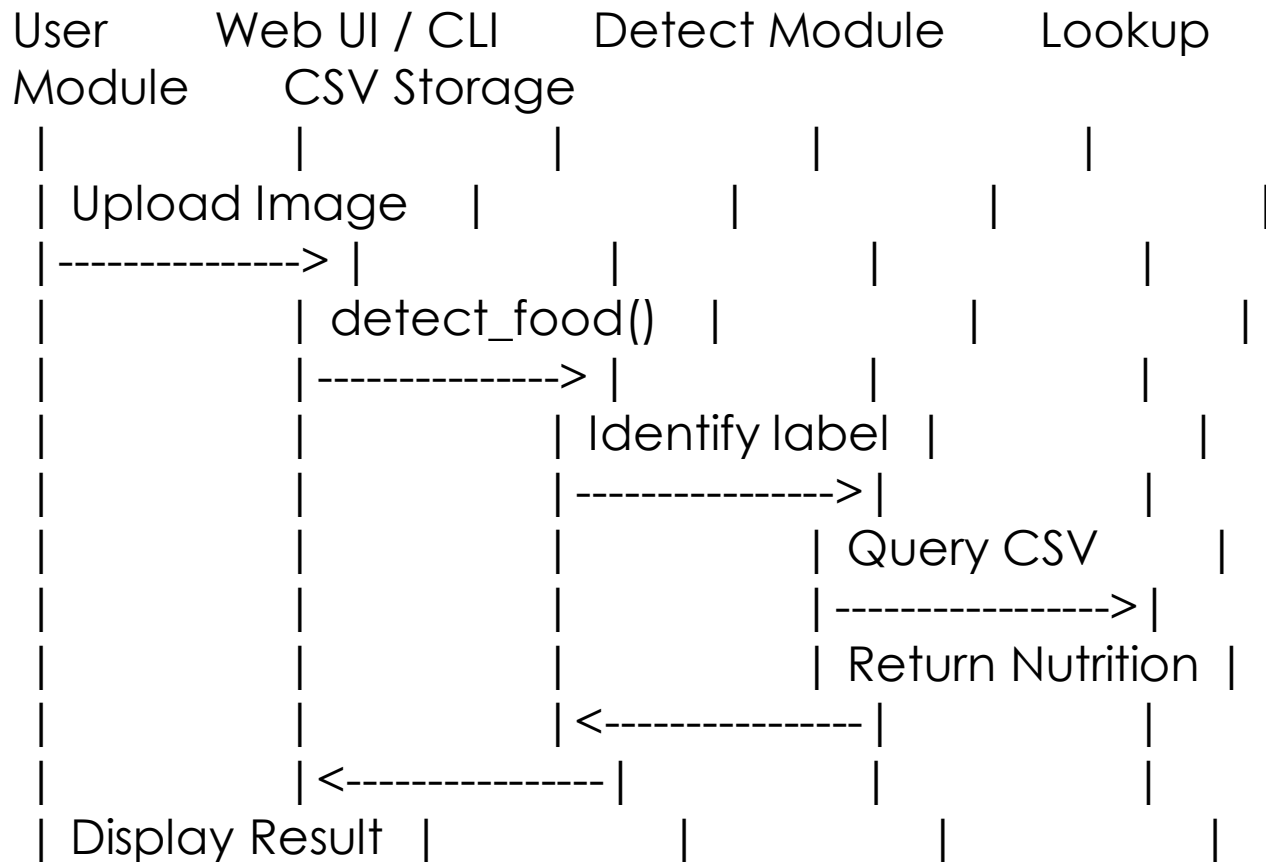 User Web UI / CLI Detect Module Lookup
Module CSV Storage
| | | | |
| Upload Image | | | |
|---------------> | | | |
| | detect_food() | | |
| |---------------> | | |
| | | Identify label | |
| | | ----------------> | |
| | | | Query CSV |
| | | | -----------------> |
| | | | Return Nutrition |
| | | <---------------- | |
| | <---------------- | | |
| Display Result | | | |